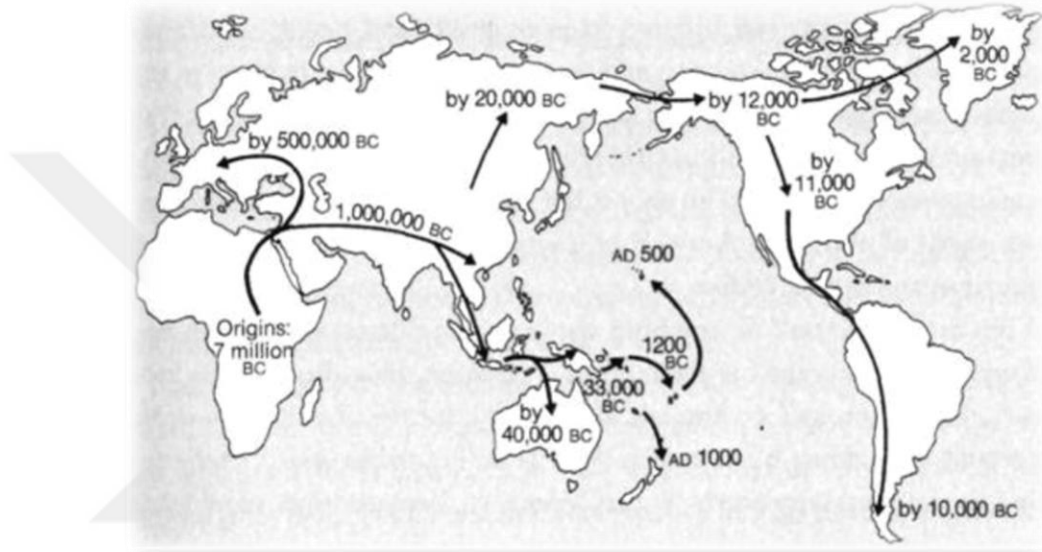 by
2,000
BC
by 20,000 BC
by 12,000
BC
by 500,000 BC
by
11,000
BC
1,000,000 BC
AD 500
Origins:
7 million
BC
1200
BC
33,000
BC
by
40,000 BC
AD 1000
by 10,000 BC